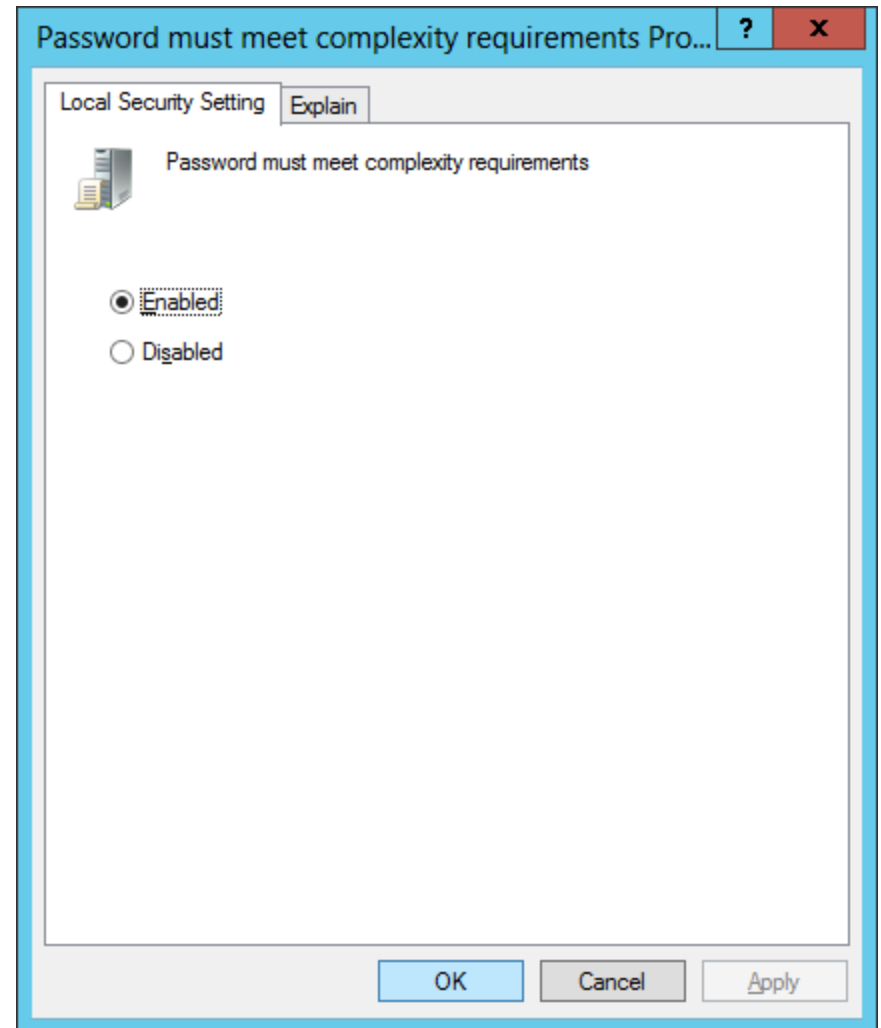 Password must meet complexity requirements Pro... ? x
Local Security Setting Explain
Password must meet complexity requirements
Enabled
Disabled
OK Cancel Apply